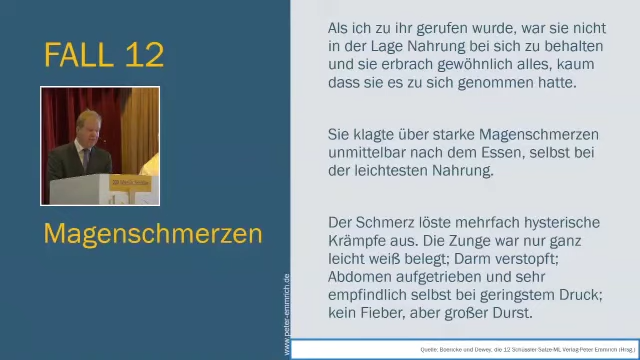 FALL 12
Magenschmerzen
Als ich zu ihr gerufen wurde, war sie nicht
in der Lage Nahrung bei sich zu behalten
und sie erbrach gewöhnlich alles, kaum
dass sie es zu sich genommen hatte.
Sie klagte über starke Magenschmerzen
unmittelbar nach dem Essen, selbst bei
der leichtesten Nahrung.
Der Schmerz löste mehrfach hysterische
Krämpfe aus. Die Zunge war nur ganz
leicht weiß belegt; Darm verstopft;
Abdomen aufgetrieben und sehr
empfindlich selbst bei geringstem Druck;
kein Fieber, aber großer Durst.
www.peter-emmrich.de
Quelle: Boericke und Dewey, die 12 Schüssler Salze ML Verlag Peter Emmrich (Hrsg.)